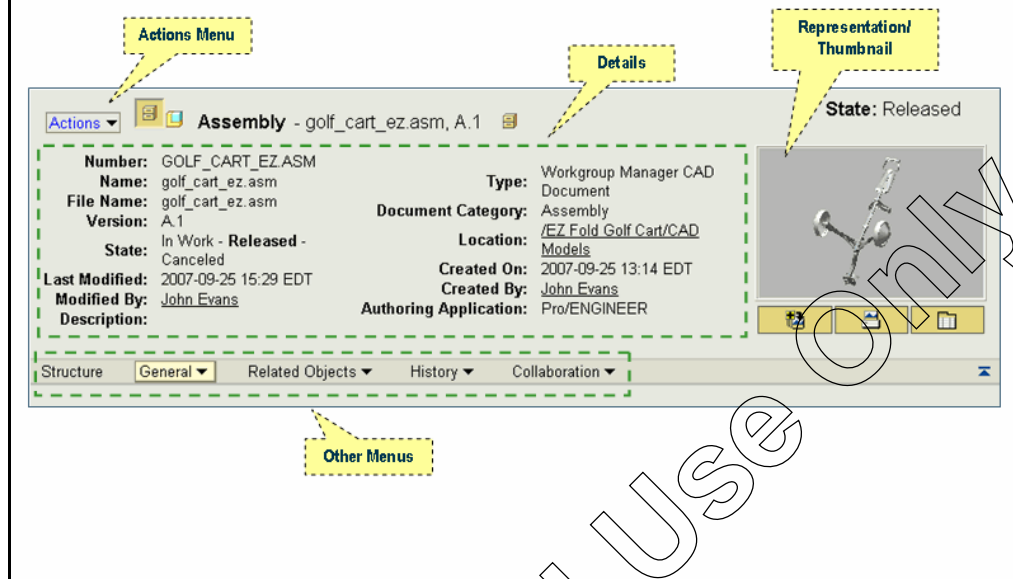 Actions Menu
Details
Representation/
Thumbnail
Actions
Assembly - golf_cart_ez.asm, A.1
State: Released
Number: GOLF_CART_EZ.ASM
Name: golf_cart_ez.asm
File Name: golf_cart_ez.asm
Version: A.1
State: In Work - Released -
Canceled
Last Modified: 2007-09-25 15:29 EDT
Modified By: John Evans
Description:
Type: Workgroup Manager CAD
Document
Document Category: Assembly
Location: /EZ Fold Golf Cart/CAD
Models
Created On: 2007-09-25 13:14 EDT
Created By: John Evans
Authoring Application: Pro/ENGINEER
Structure General Related Objects History Collaboration
Other Menus
Use Only